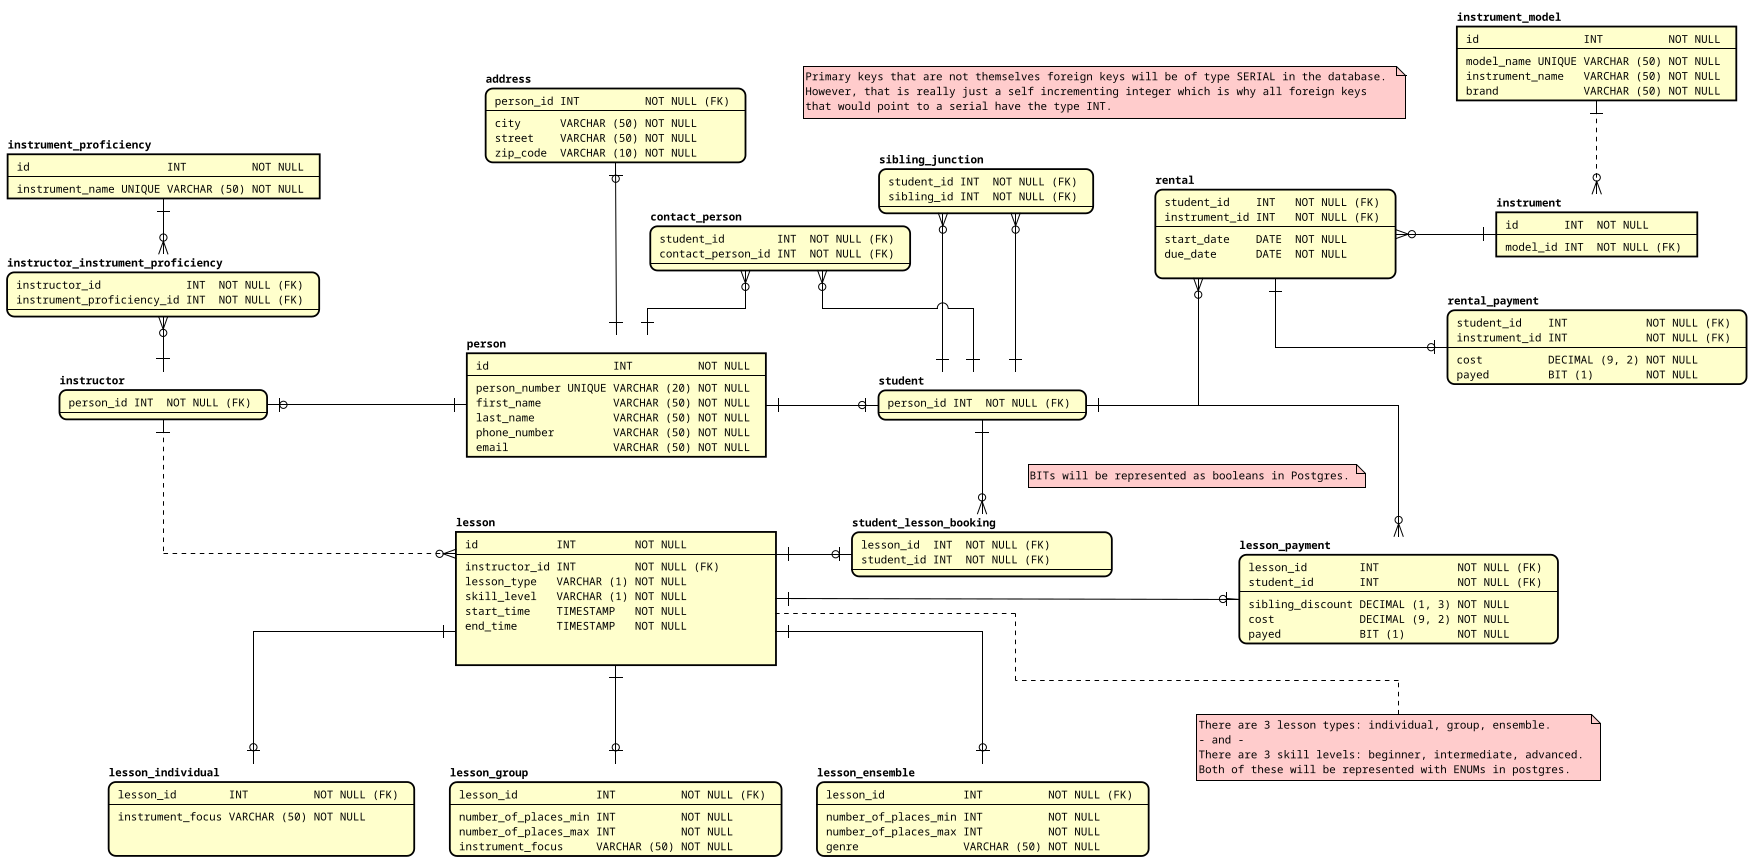 instrument_model
id INT NOT NULL
model_name UNIQUE VARCHAR (50) NOT NULL
instrument_name VARCHAR (50) NOT NULL
brand VARCHAR (50) NOT NULL
address
person_id INT NOT NULL (FK)
city VARCHAR (50) NOT NULL
street VARCHAR (50) NOT NULL
zip_code VARCHAR (10) NOT NULL
Primary keys that are not themselves foreign keys will be of type SERIAL in the database.
However, that is really just a self incrementing integer which is why all foreign keys
that would point to a serial have the type INT.
instrument_proficiency
id INT NOT NULL
instrument_name UNIQUE VARCHAR (50) NOT NULL
sibling_junction
student_id INT NOT NULL (FK)
sibling_id INT NOT NULL (FK)
rental
student_id INT NOT NULL (FK)
instrument_id INT NOT NULL (FK)
start_date DATE NOT NULL
due_date DATE NOT NULL
instrument
id INT NOT NULL
model_id INT NOT NULL (FK)
contact_person
student_id INT NOT NULL (FK)
contact_person_id INT NOT NULL (FK)
instructor_instrument_proficiency
instructor_id INT NOT NULL (FK)
instrument_proficiency_id INT NOT NULL (FK)
rental_payment
student_id INT NOT NULL (FK)
instrument_id INT NOT NULL (FK)
cost DECIMAL (9, 2) NOT NULL
payed BIT (1) NOT NULL
person
id INT NOT NULL
person_number UNIQUE VARCHAR (20) NOT NULL
first_name VARCHAR (50) NOT NULL
last_name VARCHAR (50) NOT NULL
phone_number VARCHAR (50) NOT NULL
email VARCHAR (50) NOT NULL
instructor
person_id INT NOT NULL (FK)
student
person_id INT NOT NULL (FK)
BITs will be represented as booleans in Postgres.
lesson
id INT NOT NULL
instructor_id INT NOT NULL (FK)
lesson_type VARCHAR (1) NOT NULL
skill_level VARCHAR (1) NOT NULL
start_time TIMESTAMP NOT NULL
end_time TIMESTAMP NOT NULL
student_lesson_booking
lesson_id INT NOT NULL (FK)
student_id INT NOT NULL (FK)
lesson_payment
lesson_id INT NOT NULL (FK)
student_id INT NOT NULL (FK)
sibling_discount DECIMAL (1, 3) NOT NULL
cost DECIMAL (9, 2) NOT NULL
payed BIT (1) NOT NULL
There are 3 lesson types: individual, group, ensemble.
- and -
There are 3 skill levels: beginner, intermediate, advanced.
Both of these will be represented with ENUMs in postgres.
lesson_individual
lesson_id INT NOT NULL (FK)
instrument_focus VARCHAR (50) NOT NULL
lesson_group
lesson_id INT NOT NULL (FK)
number_of_places_min INT NOT NULL
number_of_places_max INT NOT NULL
instrument_focus VARCHAR (50) NOT NULL
lesson_ensemble
lesson_id INT NOT NULL (FK)
number_of_places_min INT NOT NULL
number_of_places_max INT NOT NULL
genre VARCHAR (50) NOT NULL